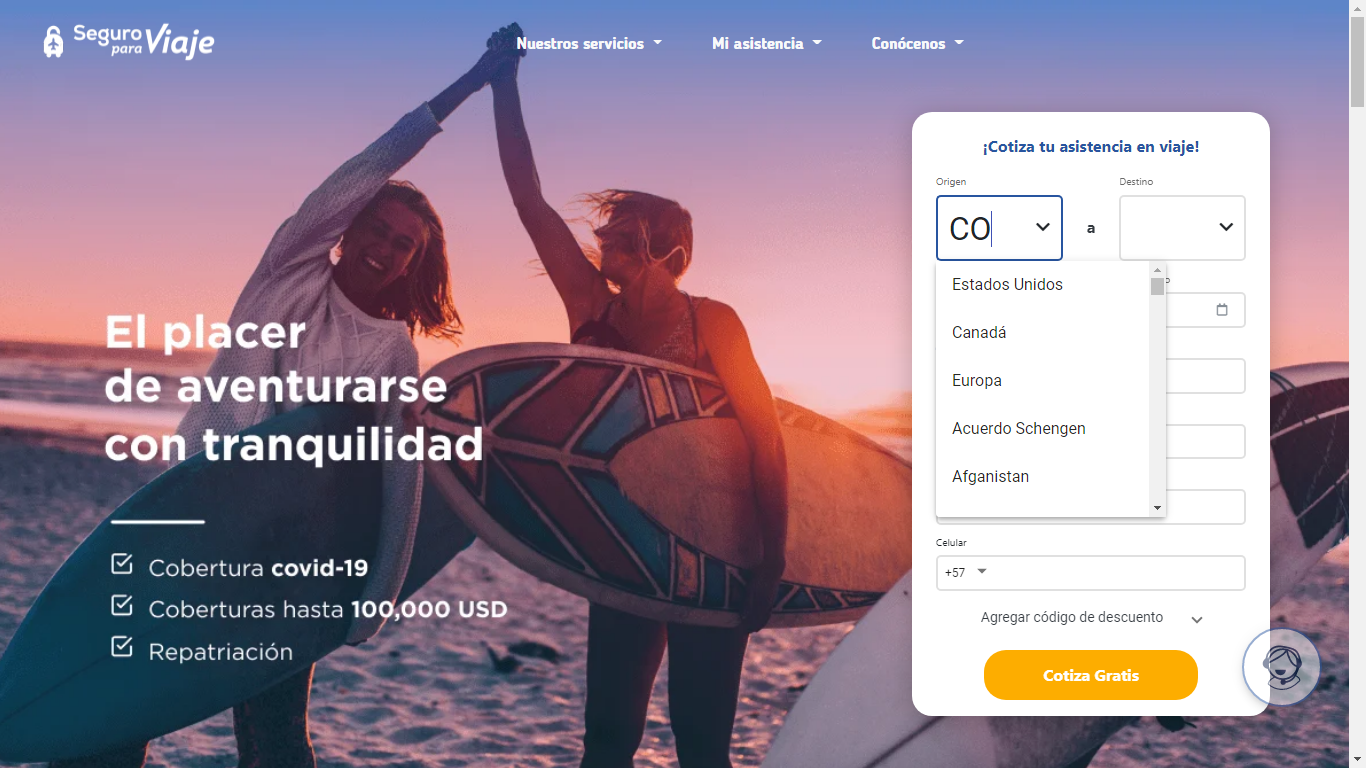 Seguro
para Viaje
Nuestros servicios
Mi asistencia
Conócenos
El placer
de aventurarse
con tranquilidad
Cobertura covid-19
Coberturas hasta 100,000 USD
Repatriación
¡Cotiza tu asistencia en viaje!
Origen
Destino
CO
a
Estados Unidos
Canadá
Europa
Acuerdo Schengen
Afganistan
Celular
+57
Agregar código de descuento
Cotiza Gratis